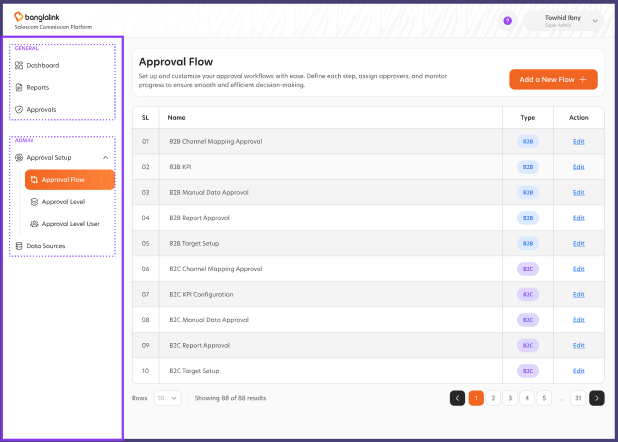 banglalink
Salescom Commission Platform
?
Towhid Ibny
Super Admin
GENERAL
Dashboard
Reports
Approvals
ADMIN
Approval Setup
Approval Flow
Approval Level
Approval Level User
Data Sources
Approval Flow
Set up and customize your approval workflows with ease. Define each step, assign approvers, and monitor
progress to ensure smooth and efficient decision-making.
Add a New Flow +
SL Name Type Action
01 B2B Channel Mapping Approval B2B Edit
02 B2B KPI B2B Edit
03 B2B Manual Data Approval B2B Edit
04 B2B Report Approval B2B Edit
05 B2B Target Setup B2B Edit
06 B2C Channel Mapping Approval B2C Edit
07 B2C KPI Configuration B2C Edit
08 B2C Manual Data Approval B2C Edit
09 B2C Report Approval B2C Edit
10 B2C Target Setup B2C Edit
Rows 10 Showing 88 of 88 results < 1 2 3 4 5 ... 31 >